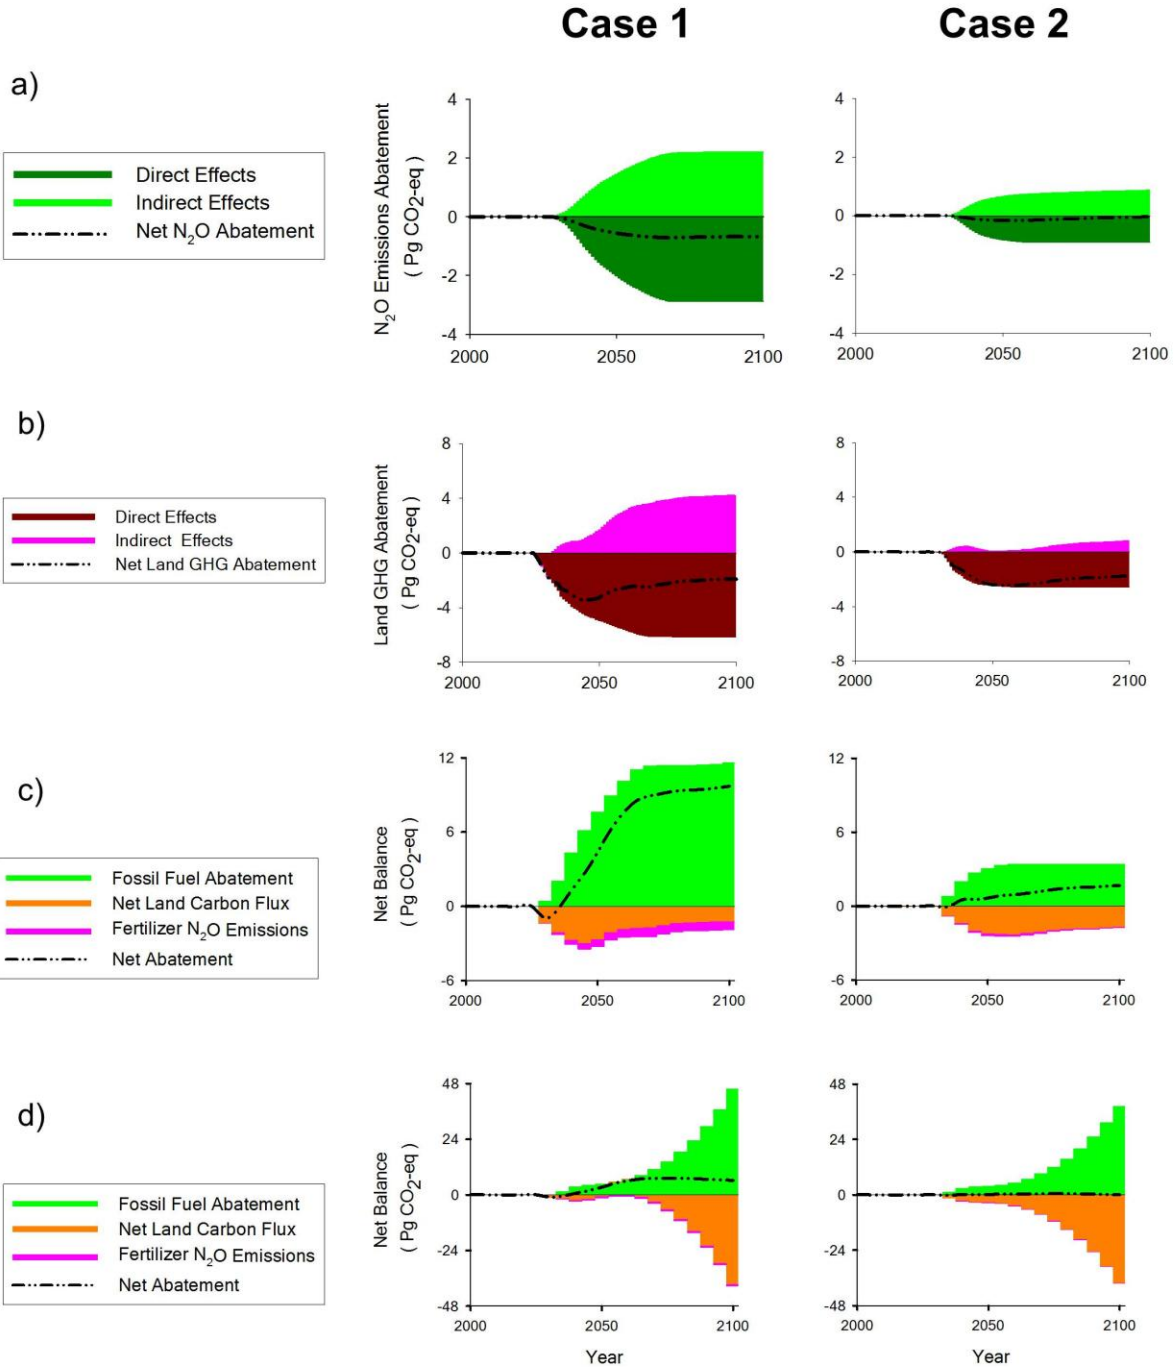 Case 1
Case 2
a)
Direct Effects
Indirect Effects
Net N₂O Abatement
N₂O Emissions Abatement
( Pg CO₂-eq )
4
2
0
-2
-4
2000
2050
2100
4
2
0
-2
-4
2000
2050
2100
b)
Direct Effects
Indirect Effects
Net Land GHG Abatement
Land GHG Abatement
( Pg CO₂-eq )
8
4
0
-4
-8
2000
2050
2100
8
4
0
-4
-8
2000
2050
2100
c)
Fossil Fuel Abatement
Net Land Carbon Flux
Fertilizer N₂O Emissions
Net Abatement
Net Balance
( Pg CO₂-eq )
12
6
0
-6
2000
2050
2100
12
6
0
-6
2000
2050
2100
d)
Fossil Fuel Abatement
Net Land Carbon Flux
Fertilizer N₂O Emissions
Net Abatement
Net Balance
( Pg CO₂-eq )
48
24
0
-24
-48
2000
2050
2100
Year
48
24
0
-24
-48
2000
2050
2100
Year